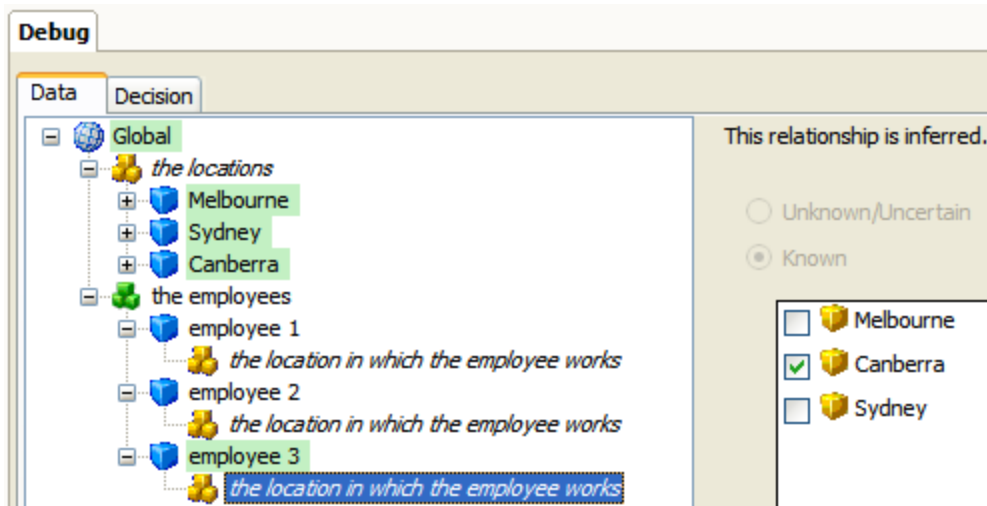 Debug
Data
Decision
Global
the locations
Melbourne
Sydney
Canberra
the employees
employee 1
the location in which the employee works
employee 2
the location in which the employee works
employee 3
the location in which the employee works
This relationship is inferred.
Unknown/Uncertain
Known
Melbourne
Canberra
Sydney